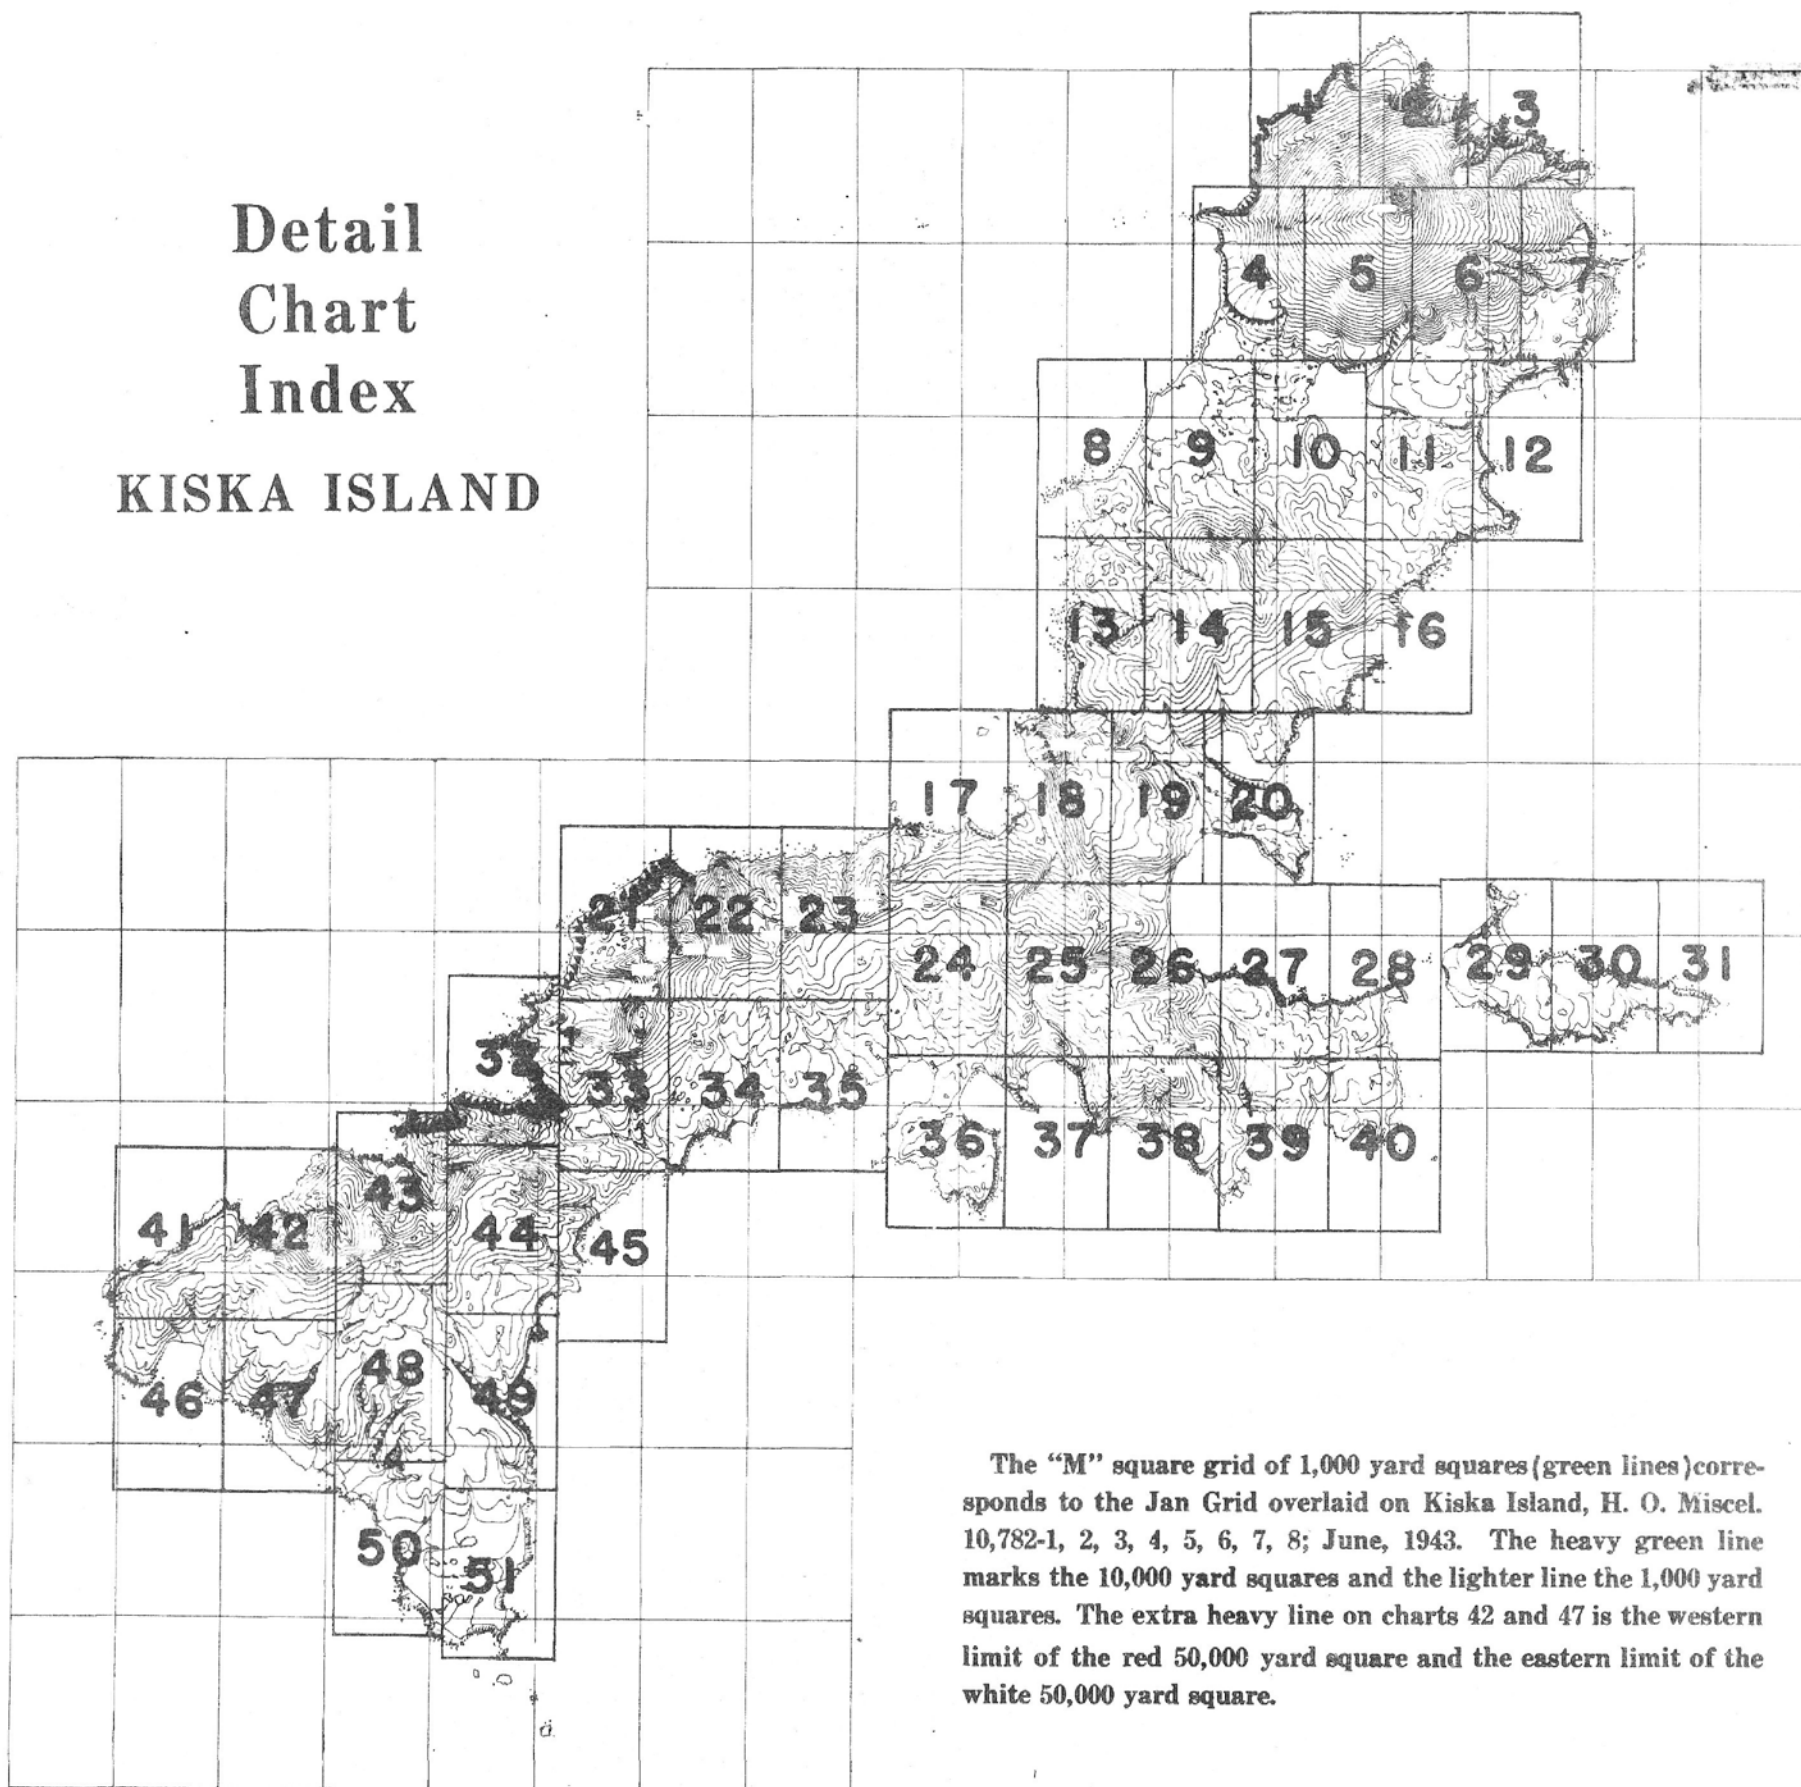 Detail
Chart
Index
KISKA ISLAND
1 2 3
4 5 6 7
8 9 10 11 12
13 14 15 16
17 18 19 20
21 22 23
24 25 26 27 28
29 30 31
32
33 34 35
36 37 38 39 40
41 42 43 44 45
46 47 48 49
50 51
The “M” square grid of 1,000 yard squares (green lines) corre-
sponds to the Jan Grid overlaid on Kiska Island, H. O. Miscel.
10,782-1, 2, 3, 4, 5, 6, 7, 8; June, 1943. The heavy green line
marks the 10,000 yard squares and the lighter line the 1,000 yard
squares. The extra heavy line on charts 42 and 47 is the western
limit of the red 50,000 yard square and the eastern limit of the
white 50,000 yard square.